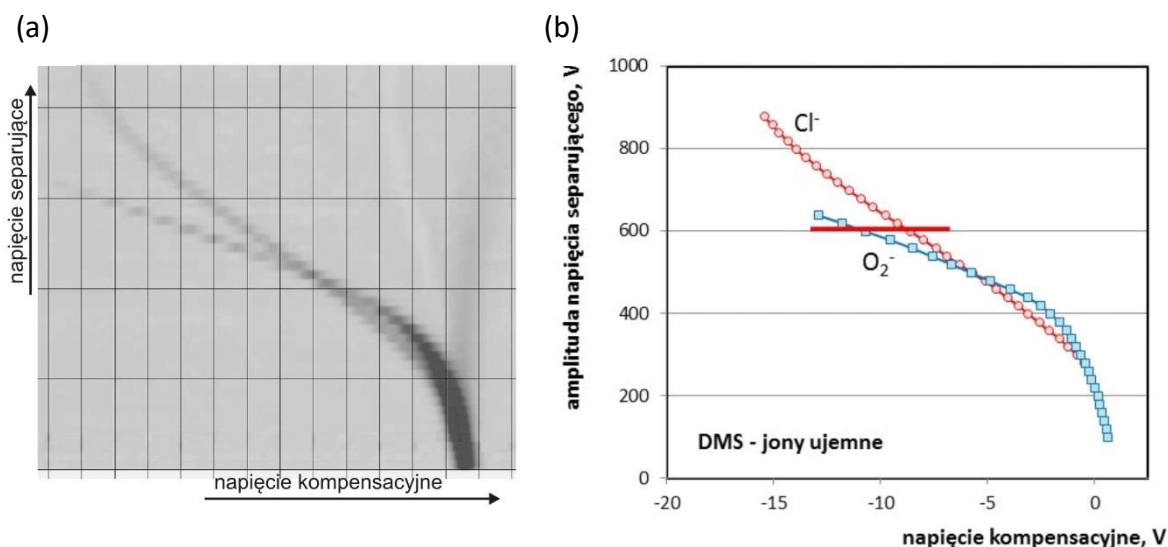 (a)
napięcie separujące
napięcie kompensacyjne
(b)
amplituda napięcia separującego, V
1000
800
600
400
200
0
-20
-15
-10
-5
0
Cl-
O2-
DMS - jony ujemne
napięcie kompensacyjne, V